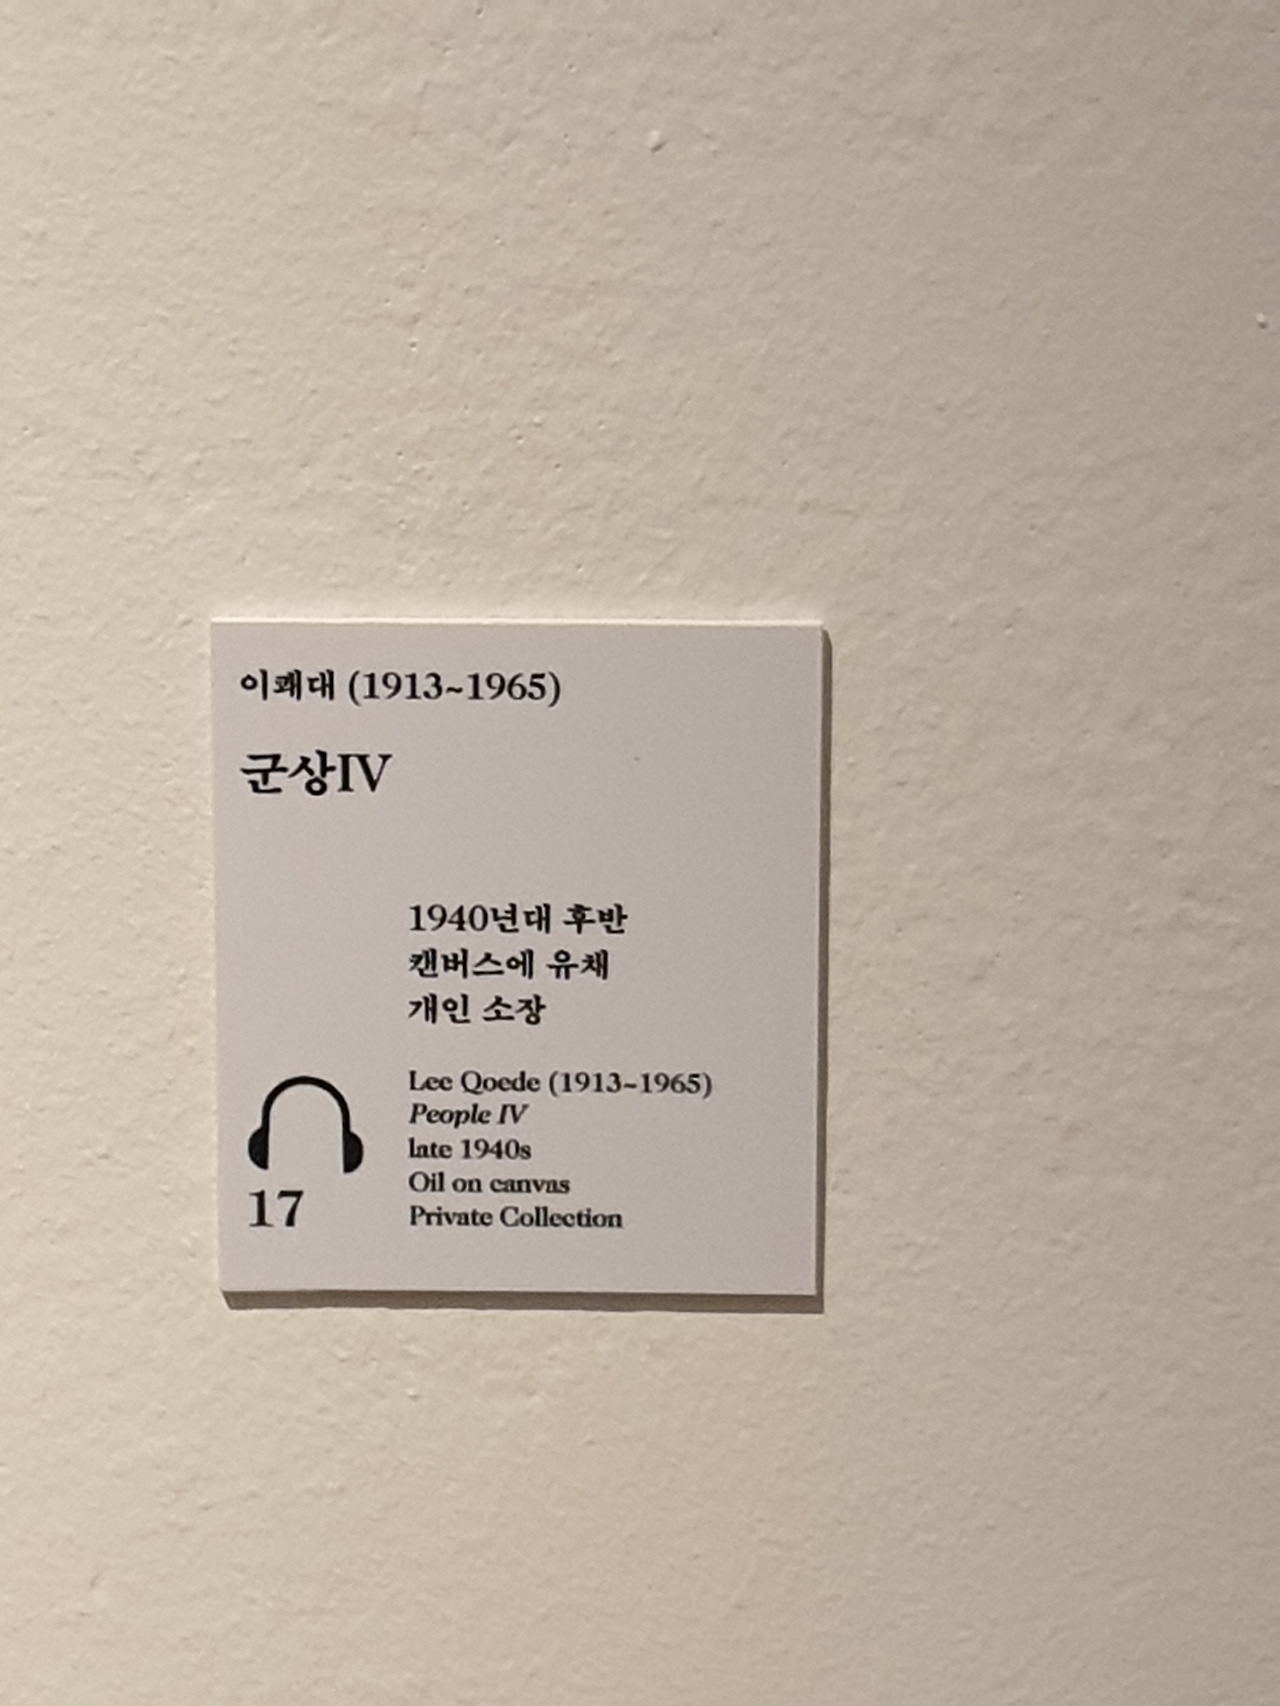 이쾌대 (1913~1965)
군상IV
1940년대 후반
캔버스에 유채
개인 소장
Lee Qoede (1913~1965)
People IV
late 1940s
Oil on canvas
Private Collection
17